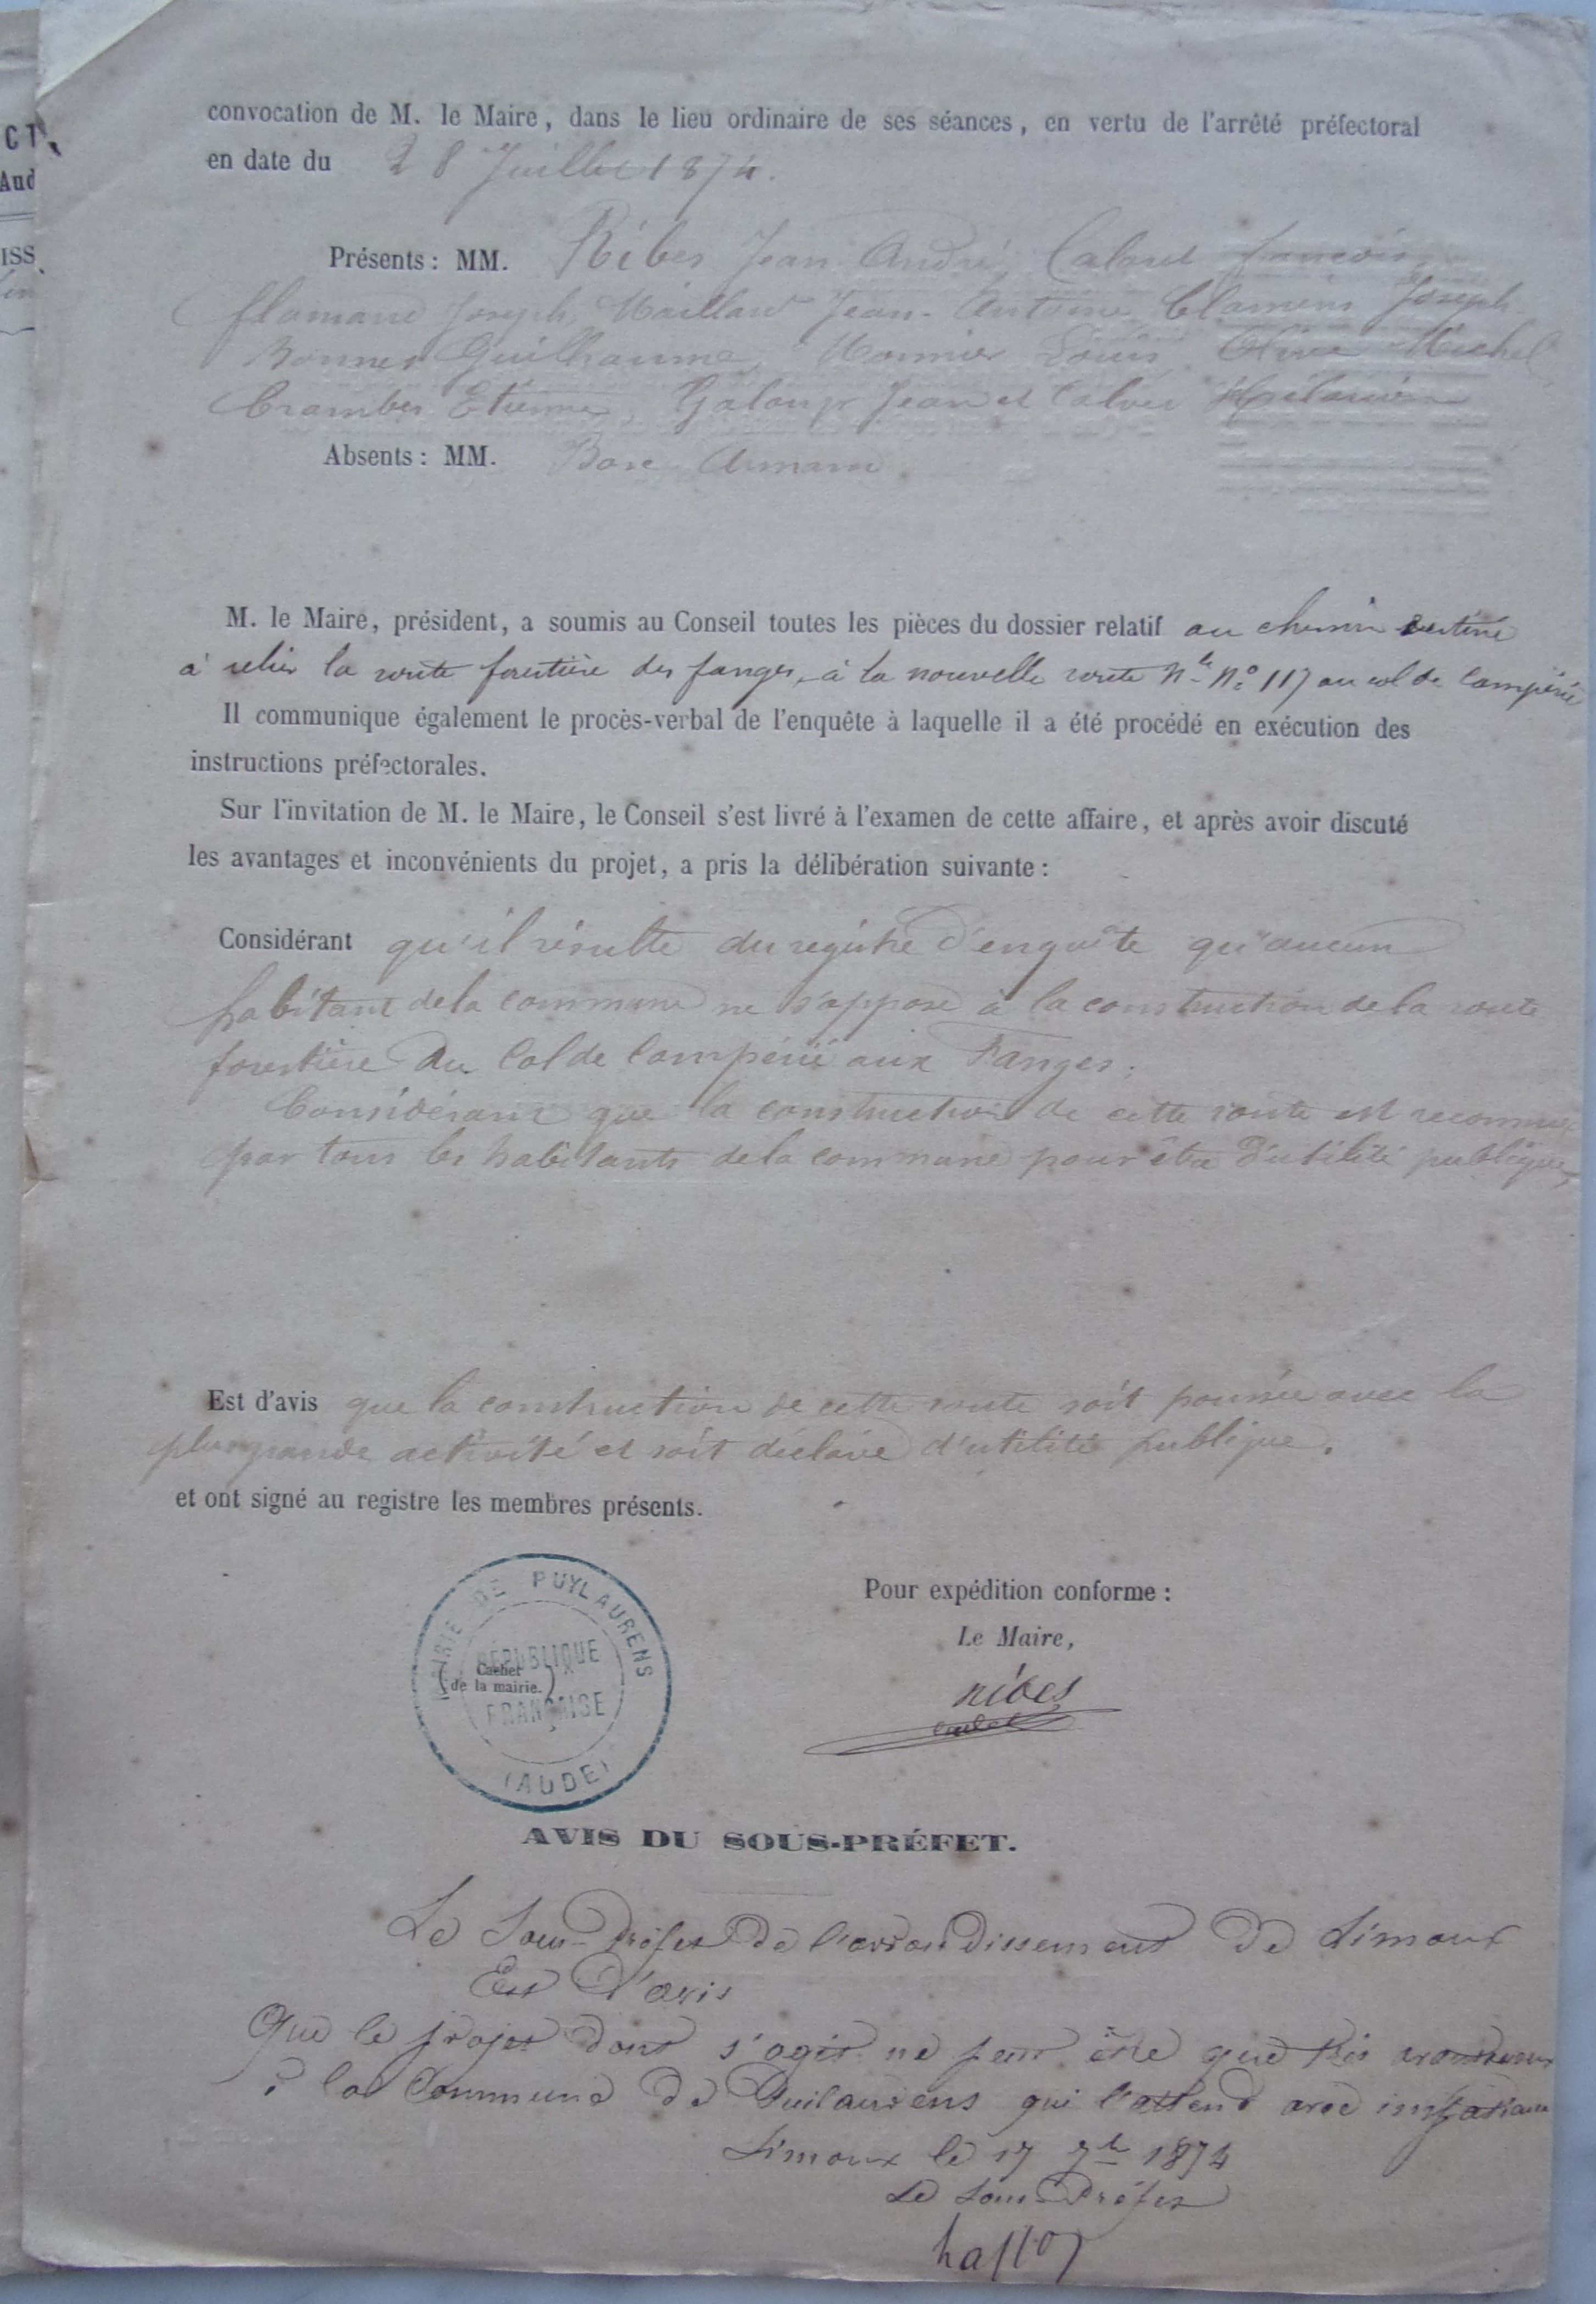 CT
Aud
ISS
convocation de M. le Maire, dans le lieu ordinaire de ses séances, en vertu de l'arrêté préfectoral
en date du 28 Juillet 1874.
Présents : MM. Ribes Jean André, Calvet françois,
flamand Joseph, Maillard Jean-Antoine, Clamens Joseph
Bonnes Guilhaume, Monnier Louis, Olive Michel
Crambes Etienne, Galaup Jean et Calvet
Absents : MM. Armand.
M. le Maire, président, a soumis au Conseil toutes les pièces du dossier relatif au chemin destiné
à relier la route forestière des fanges, à la nouvelle route Nle No 117 au col de Campérié
Il communique également le procès-verbal de l'enquête à laquelle il a été procédé en exécution des
instructions préfectorales.
Sur l'invitation de M. le Maire, le Conseil s'est livré à l'examen de cette affaire, et après avoir discuté
les avantages et inconvénients du projet, a pris la délibération suivante :
Considérant qu'il résulte du registre d'enquête qu'aucun
habitant de la commune ne s'oppose à la construction de la route
forestière du Col de Campérié aux Fanges ;
Considérant que la construction de cette route est reconnue
par tous les habitants de la commune pour être d'utilité publique,
Est d'avis que la construction de cette route soit poussée avec la
plus grande activité et soit déclaré d'utilité publique.
et ont signé au registre les membres présents.
Pour expédition conforme :
Le Maire,
ribes
MAIRIE DE PUYLAURENS
RÉPUBLIQUE
(Cachet de la mairie.)
FRANÇAISE
(AUDE)
AVIS DU SOUS-PRÉFET.
Le Sous-Préfet de l'arrondissement de Limoux
Est d'avis
Que le projet dont s'agit ne peut être que très avantageux
à la Commune de Puilaurens qui l'attend avec impatience
Limoux le 17 7bre 1874
Le Sous-Préfet